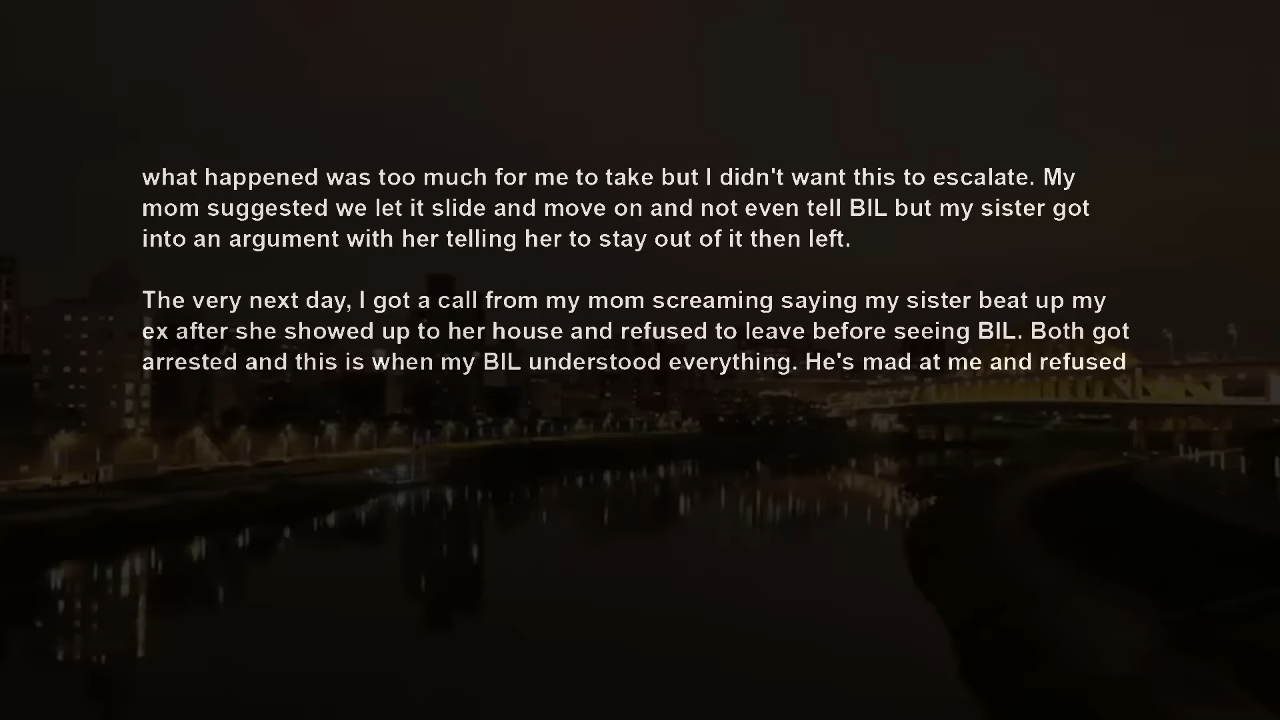 what happened was too much for me to take but I didn't want this to escalate. My
mom suggested we let it slide and move on and not even tell BIL but my sister got
into an argument with her telling her to stay out of it then left.
The very next day, I got a call from my mom screaming saying my sister beat up my
ex after she showed up to her house and refused to leave before seeing BIL. Both got
arrested and this is when my BIL understood everything. He's mad at me and refused